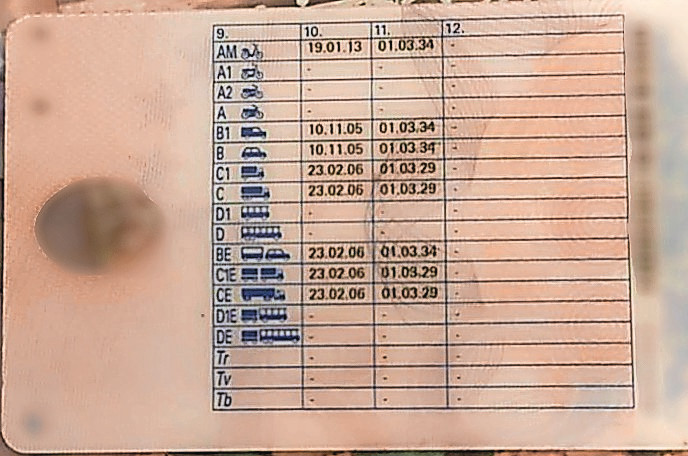 9. 10. 11. 12.
AM 19.01.13 01.03.34 -
A1 - - -
A2 - - -
A - - -
B1 10.11.05 01.03.34 -
B 10.11.05 01.03.34 -
C1 23.02.06 01.03.29 -
C 23.02.06 01.03.29 -
D1 - - -
D - - -
BE 23.02.06 01.03.34 -
C1E 23.02.06 01.03.29 -
CE 23.02.06 01.03.29 -
D1E - - -
DE - - -
Tr - - -
Tv - - -
Tb - - -